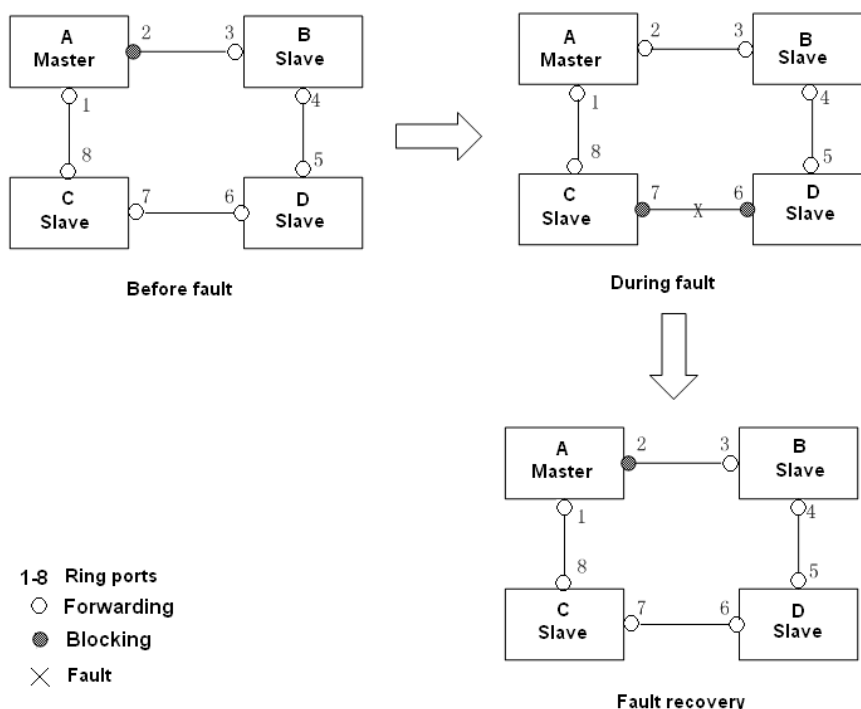 A
Master
2
3
B
Slave
1
4
8
5
C
Slave
7
6
D
Slave
Before fault
A
Master
2
3
B
Slave
1
4
8
5
C
Slave
7
X
6
D
Slave
During fault
A
Master
2
3
B
Slave
1
4
8
5
C
Slave
7
6
D
Slave
Fault recovery
1-8 Ring ports
Forwarding
Blocking
Fault